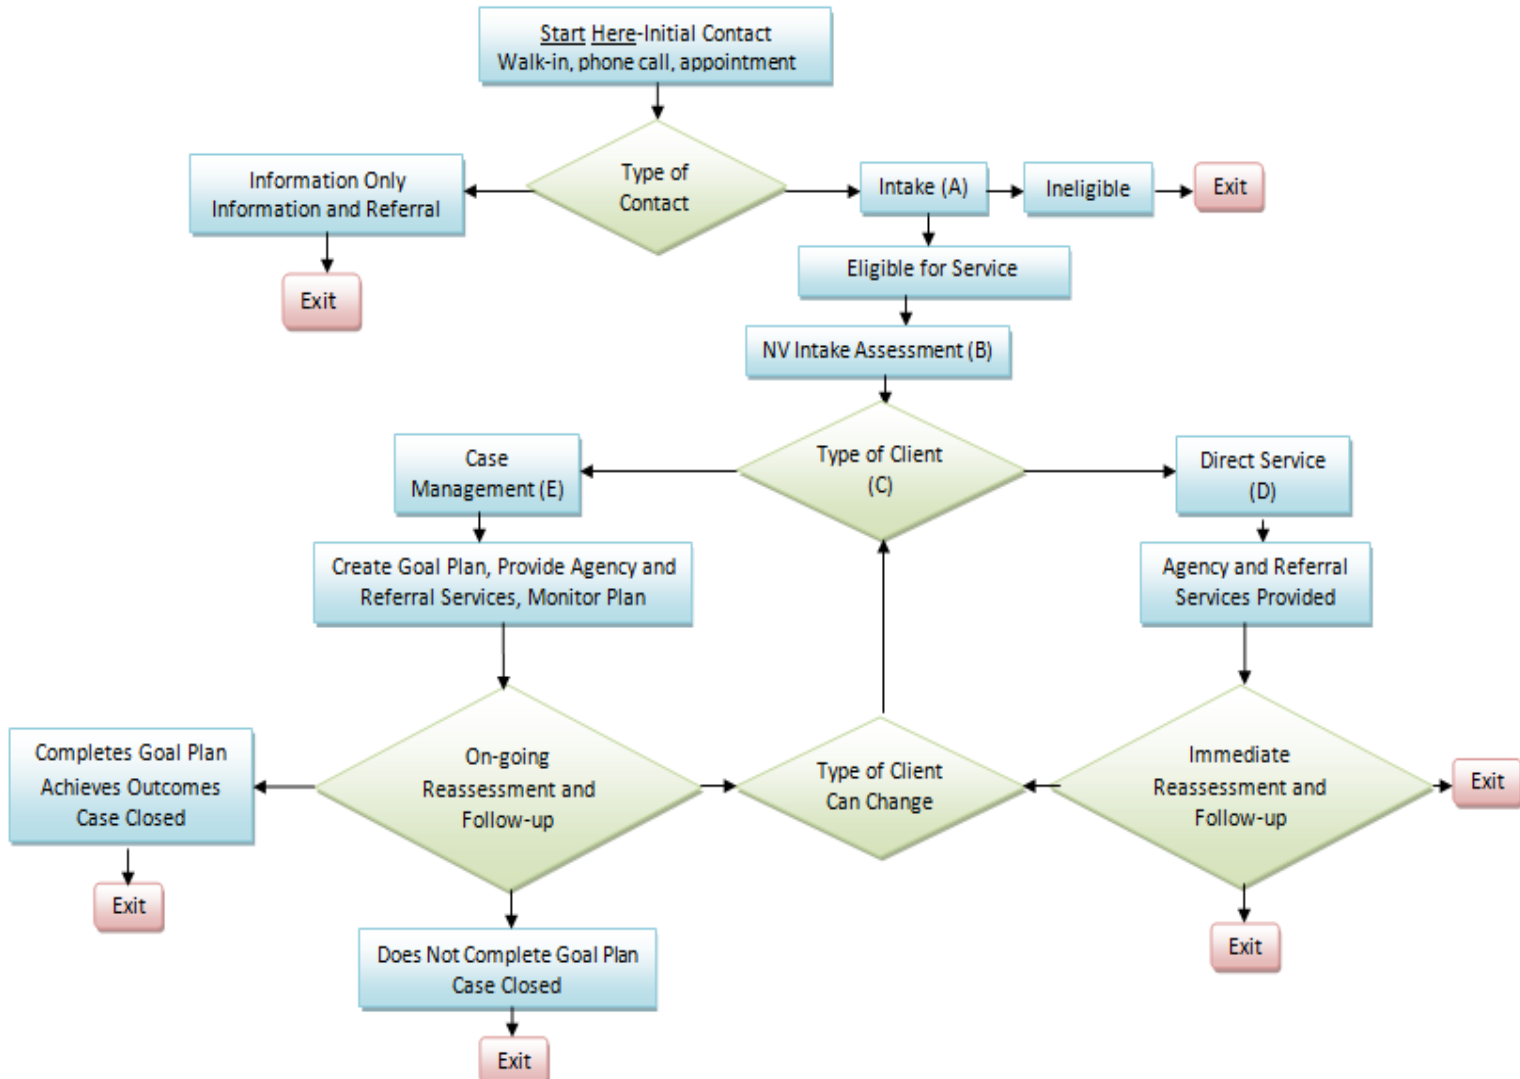 Start Here-Initial Contact
Walk-in, phone call, appointment
Type of
Contact
Information Only
Information and Referral
Exit
Intake (A)
Ineligible
Exit
Eligible for Service
NV Intake Assessment (B)
Type of Client
(C)
Case
Management (E)
Direct Service
(D)
Create Goal Plan, Provide Agency and
Referral Services, Monitor Plan
Agency and Referral
Services Provided
On-going
Reassessment and
Follow-up
Type of Client
Can Change
Immediate
Reassessment and
Follow-up
Exit
Completes Goal Plan
Achieves Outcomes
Case Closed
Exit
Does Not Complete Goal Plan
Case Closed
Exit
Exit